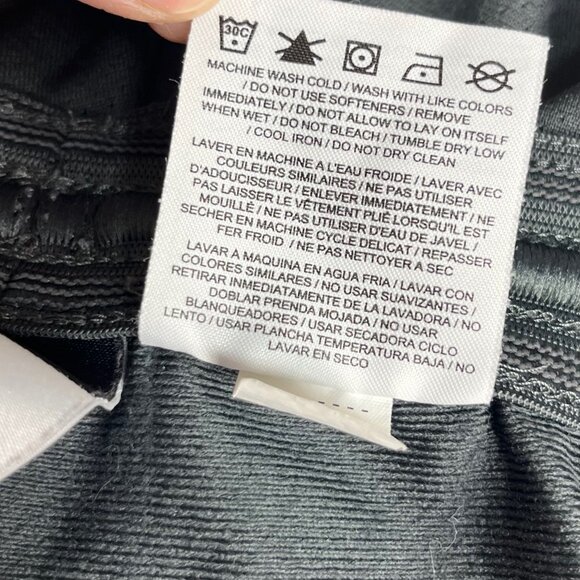 30C
MACHINE WASH COLD / WASH WITH LIKE COLORS
/ DO NOT USE SOFTENERS / REMOVE
IMMEDIATELY / DO NOT ALLOW TO LAY ON ITSELF
WHEN WET / DO NOT BLEACH / TUMBLE DRY LOW
/ COOL IRON / DO NOT DRY CLEAN
LAVER EN MACHINE A L'EAU FROIDE / LAVER AVEC
COULEURS SIMILAIRES / NE PAS UTILISER
D'ADOUCISSEUR / ENLEVER IMMEDIATEMENT / NE
PAS LAISSER LE VÊTEMENT PLIÉ LORSQU'IL EST
MOUILLÉ / NE PAS UTILISER D'EAU DE JAVEL /
SECHER EN MACHINE CYCLE DELICAT / REPASSER
FER FROID / NE PAS NETTOYER A SEC
LAVAR A MAQUINA EN AGUA FRIA / LAVAR CON
COLORES SIMILARES / NO USAR SUAVIZANTES /
RETIRAR INMEDIATAMENTE DE LA LAVADORA / NO
DOBLAR PRENDA MOJADA / NO USAR
BLANQUEADORES / USAR SECADORA CICLO
LENTO / USAR PLANCHA TEMPERATURA BAJA / NO
LAVAR EN SECO